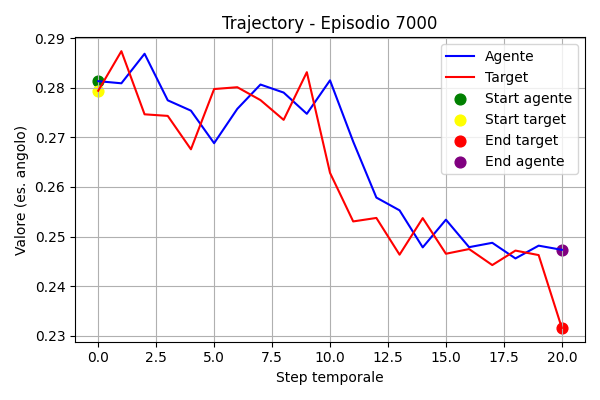 Trajectory - Episodio 7000
Valore (es. angolo)
0.29
0.28
0.27
0.26
0.25
0.24
0.23
Agente
Target
Start agente
Start target
End target
End agente
0.0 2.5 5.0 7.5 10.0 12.5 15.0 17.5 20.0
Step temporale